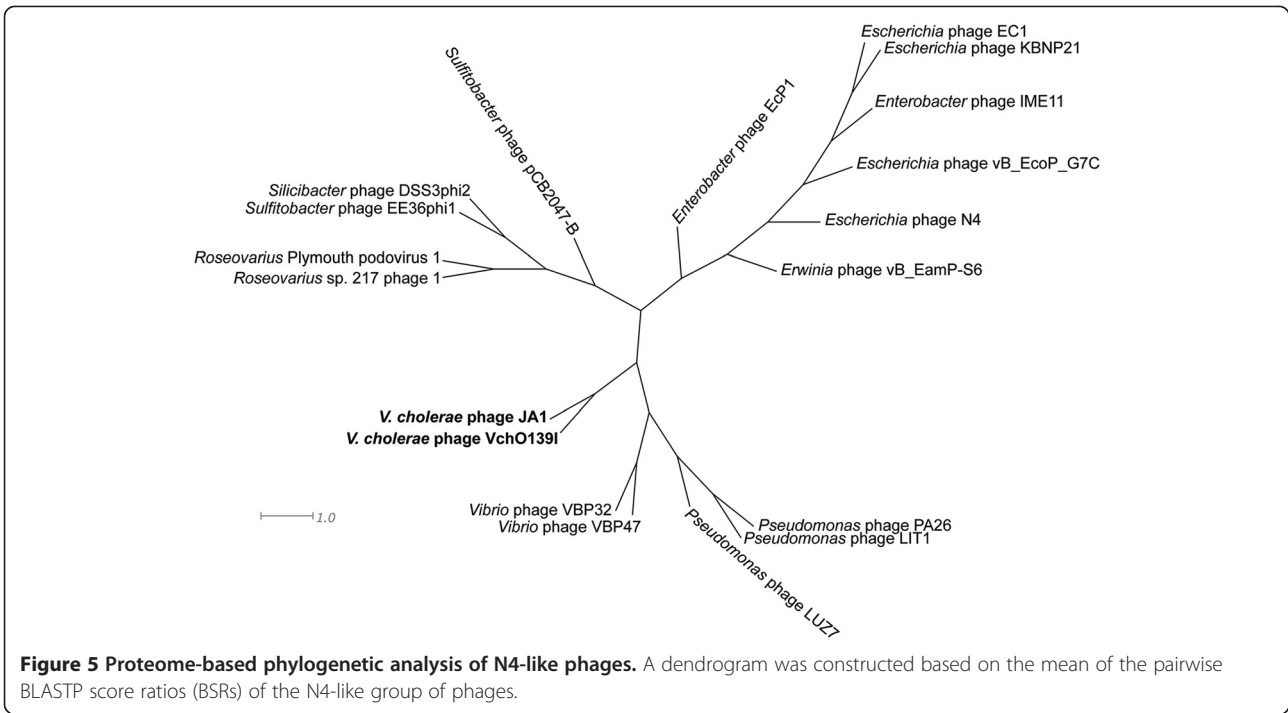 Escherichia phage EC1
Escherichia phage KBNP21
Sulfitobacter phage pCB2047-B
Enterobacter phage EcP1
Enterobacter phage IME11
Escherichia phage vB_EcoP_G7C
Silicibacter phage DSS3phi2
Sulfitobacter phage EE36phi1
Escherichia phage N4
Roseovarius Plymouth podovirus 1
Roseovarius sp. 217 phage 1
Erwinia phage vB_EamP-S6
V. cholerae phage JA1
V. cholerae phage VchO139I
Vibrio phage VBP32
Vibrio phage VBP47
1.0
Pseudomonas phage PA26
Pseudomonas phage LIT1
Pseudomonas phage LUZ7
Figure 5 Proteome-based phylogenetic analysis of N4-like phages. A dendrogram was constructed based on the mean of the pairwise
BLASTP score ratios (BSRs) of the N4-like group of phages.